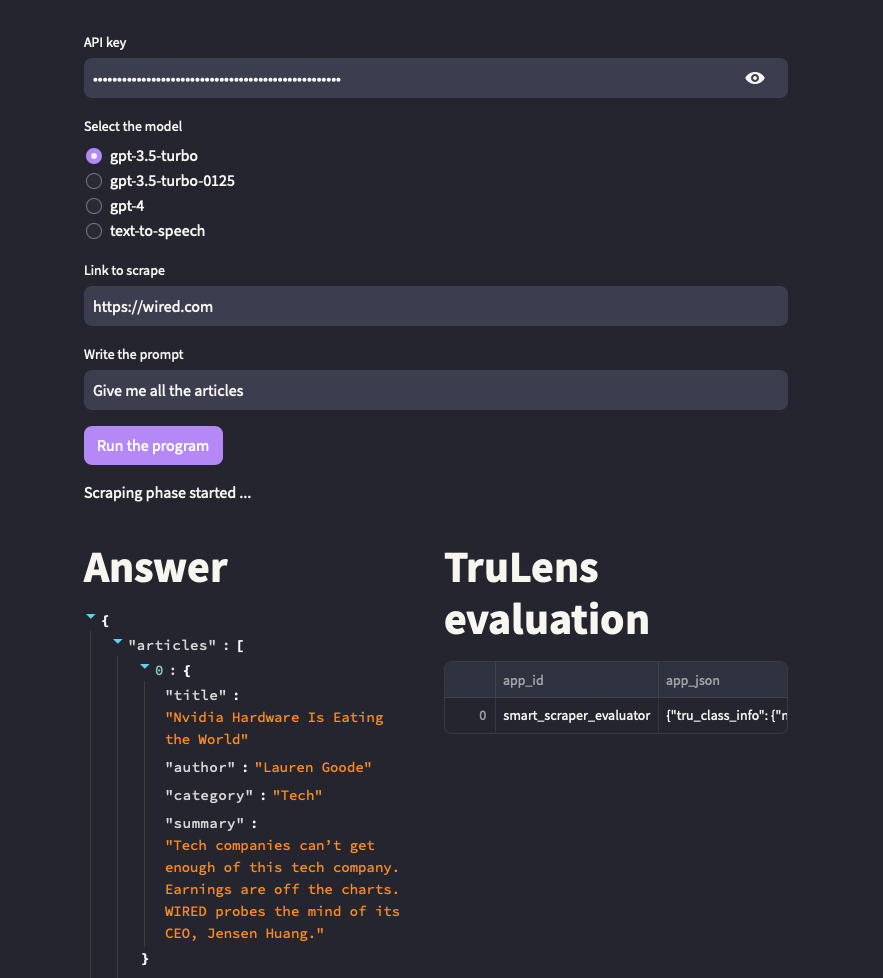 API key
••••••••••••••••••••••••••••••••••••••••••••••••••••
Select the model
gpt-3.5-turbo
gpt-3.5-turbo-0125
gpt-4
text-to-speech
Link to scrape
https://wired.com
Write the prompt
Give me all the articles
Run the program
Scraping phase started ...
Answer
{
"articles" : [
0 : {
"title" :
"Nvidia Hardware Is Eating
the World"
"author" : "Lauren Goode"
"category" : "Tech"
"summary" :
"Tech companies can’t get
enough of this tech company.
Earnings are off the charts.
WIRED probes the mind of its
CEO, Jensen Huang."
}
TruLens
evaluation
app_id app_json
0 smart_scraper_evaluator {"tru_class_info": {"n